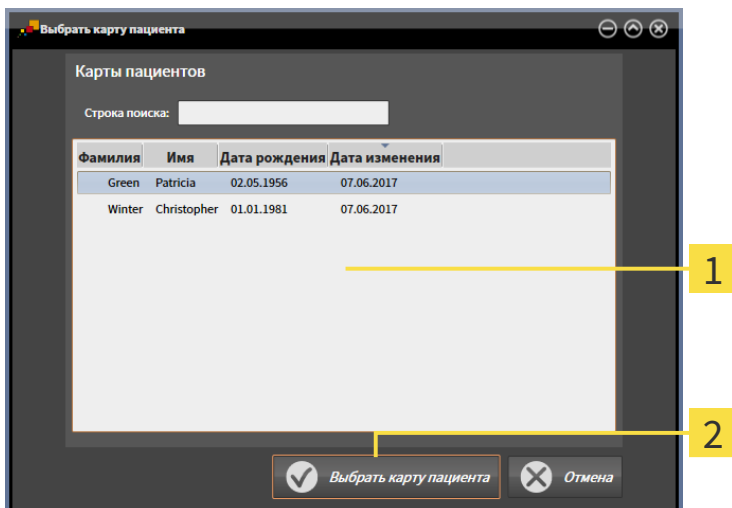 Выбрать карту пациента
Карты пациентов
Строка поиска:
Фамилия Имя Дата рождения Дата изменения
Green Patricia 02.05.1956 07.06.2017
Winter Christopher 01.01.1981 07.06.2017
1
2
Выбрать карту пациента Отмена